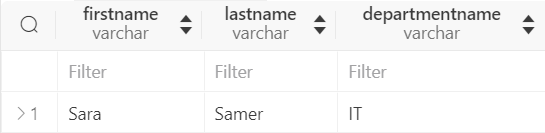 firstname lastname departmentname
varchar varchar varchar
Filter Filter Filter
1 Sara Samer IT